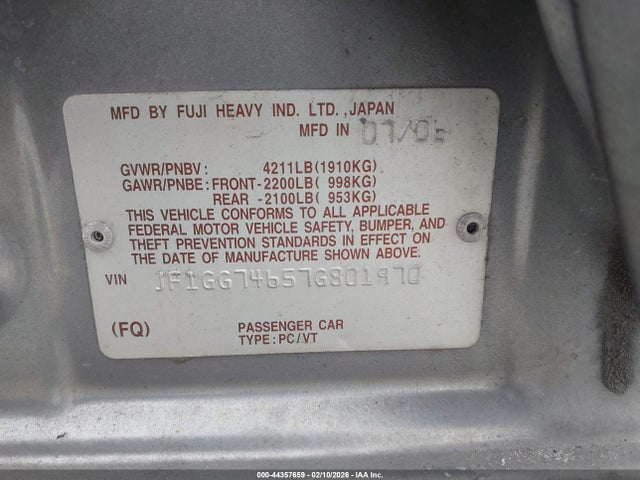 MFD BY FUJI HEAVY IND. LTD. ,JAPAN
MFD IN 07/06
GVWR/PNBV : 4211LB(1910KG)
GAWR/PNBE : FRONT-2200LB( 998KG)
REAR -2100LB( 953KG)
THIS VEHICLE CONFORMS TO ALL APPLICABLE
FEDERAL MOTOR VEHICLE SAFETY, BUMPER, AND
THEFT PREVENTION STANDARDS IN EFFECT ON
THE DATE OF MANUFACTURE SHOWN ABOVE.
VIN JF1GG74657G801970
(FQ) PASSENGER CAR
TYPE : PC/VT
000-44357659 - 02/10/2026 - IAA Inc.